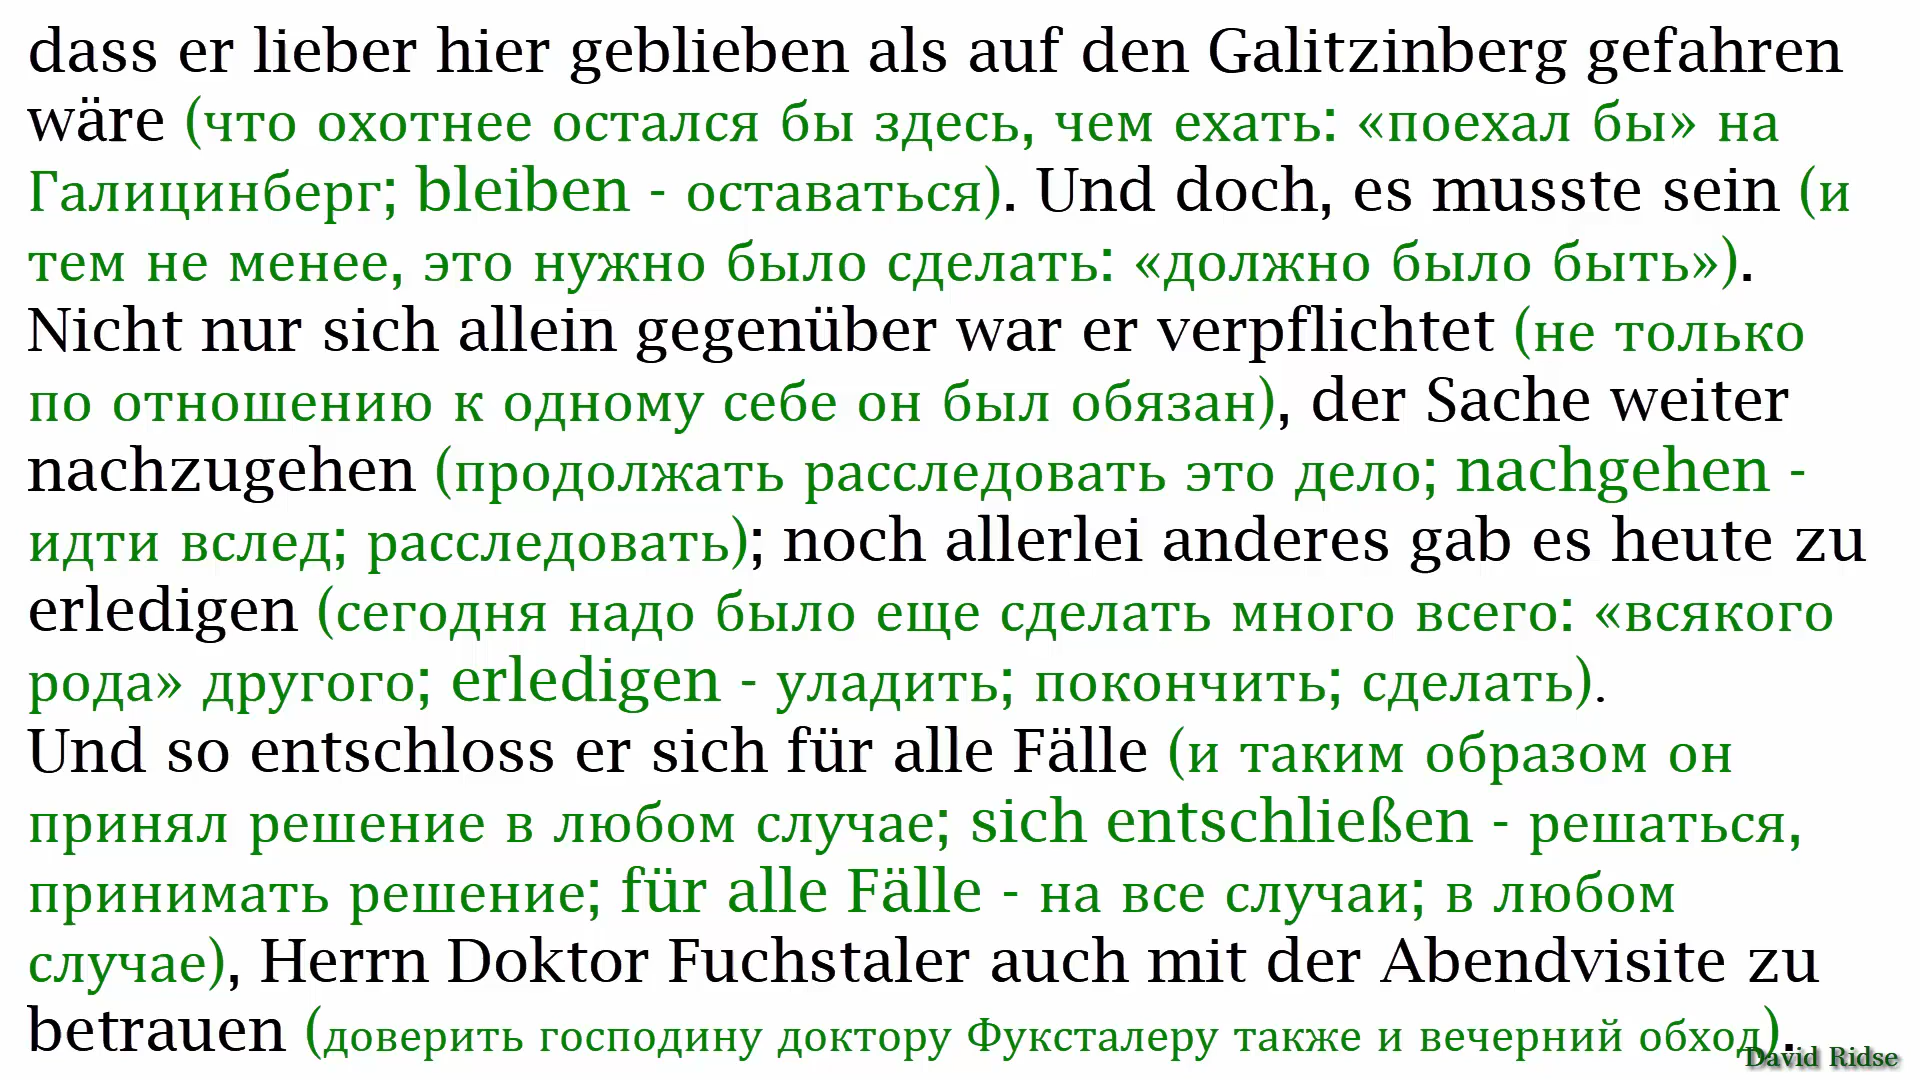 dass er lieber hier geblieben als auf den Galitzinberg gefahren
wäre (что охотнее остался бы здесь, чем ехать: «поехал бы» на
Галицинберг; bleiben - оставаться). Und doch, es musste sein (и
тем не менее, это нужно было сделать: «должно было быть»).
Nicht nur sich allein gegenüber war er verpflichtet (не только
по отношению к одному себе он был обязан), der Sache weiter
nachzugehen (продолжать расследовать это дело; nachgehen -
идти вслед; расследовать); noch allerlei anderes gab es heute zu
erledigen (сегодня надо было еще сделать много всего: «всякого
рода» другого; erledigen - уладить; покончить; сделать).
Und so entschloss er sich für alle Fälle (и таким образом он
принял решение в любом случае; sich entschließen - решаться,
принимать решение; für alle Fälle - на все случаи; в любом
случае), Herrn Doktor Fuchstaler auch mit der Abendvisite zu
betrauen (доверить господину доктору Фуксталеру также и вечерний обход).
David Ridse